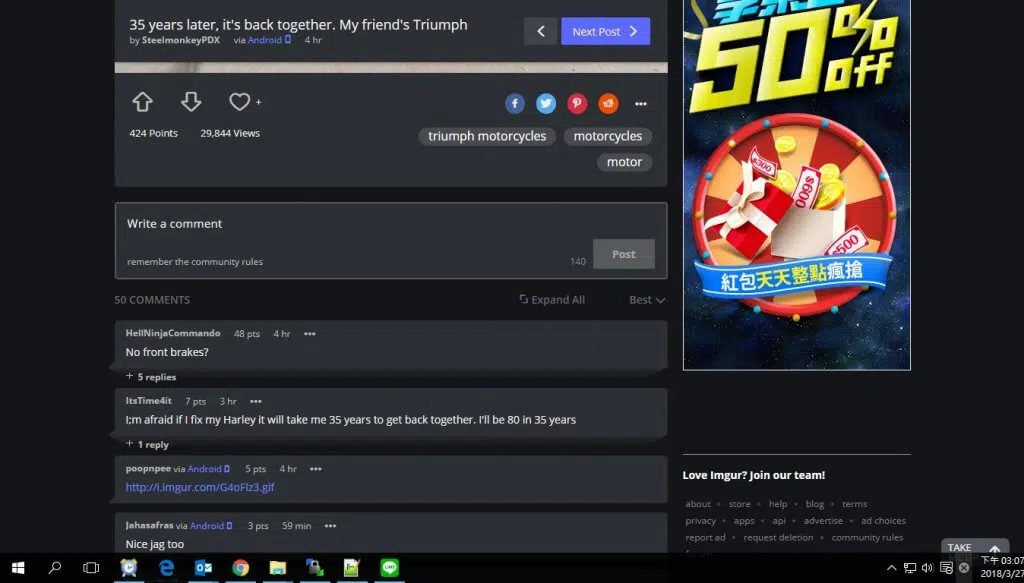 35 years later, it's back together. My friend's Triumph
by SteelmonkeyPDX via Android 4 hr
Next Post
424 Points 29,844 Views
triumph motorcycles motorcycles
motor
Write a comment
remember the community rules 140 Post
50 COMMENTS Expand All Best
HellNinjaCommando 48 pts 4 hr •••
No front brakes?
+ 5 replies
ItsTime4it 7 pts 3 hr •••
I;m afraid if I fix my Harley it will take me 35 years to get back together. I'll be 80 in 35 years
+ 1 reply
poopnpee via Android 5 pts 4 hr •••
http://i.imgur.com/G4oFlz3.gif
Jahasafras via Android 3 pts 59 min •••
Nice jag too
50% off
$300
$600
$500
紅包天天整點瘋搶
Love Imgur? Join our team!
about • store • help • blog • terms
privacy • apps • api • advertise • ad choices
report ad • request deletion • community rules
TAKE
下午 03:07
2018/3/27